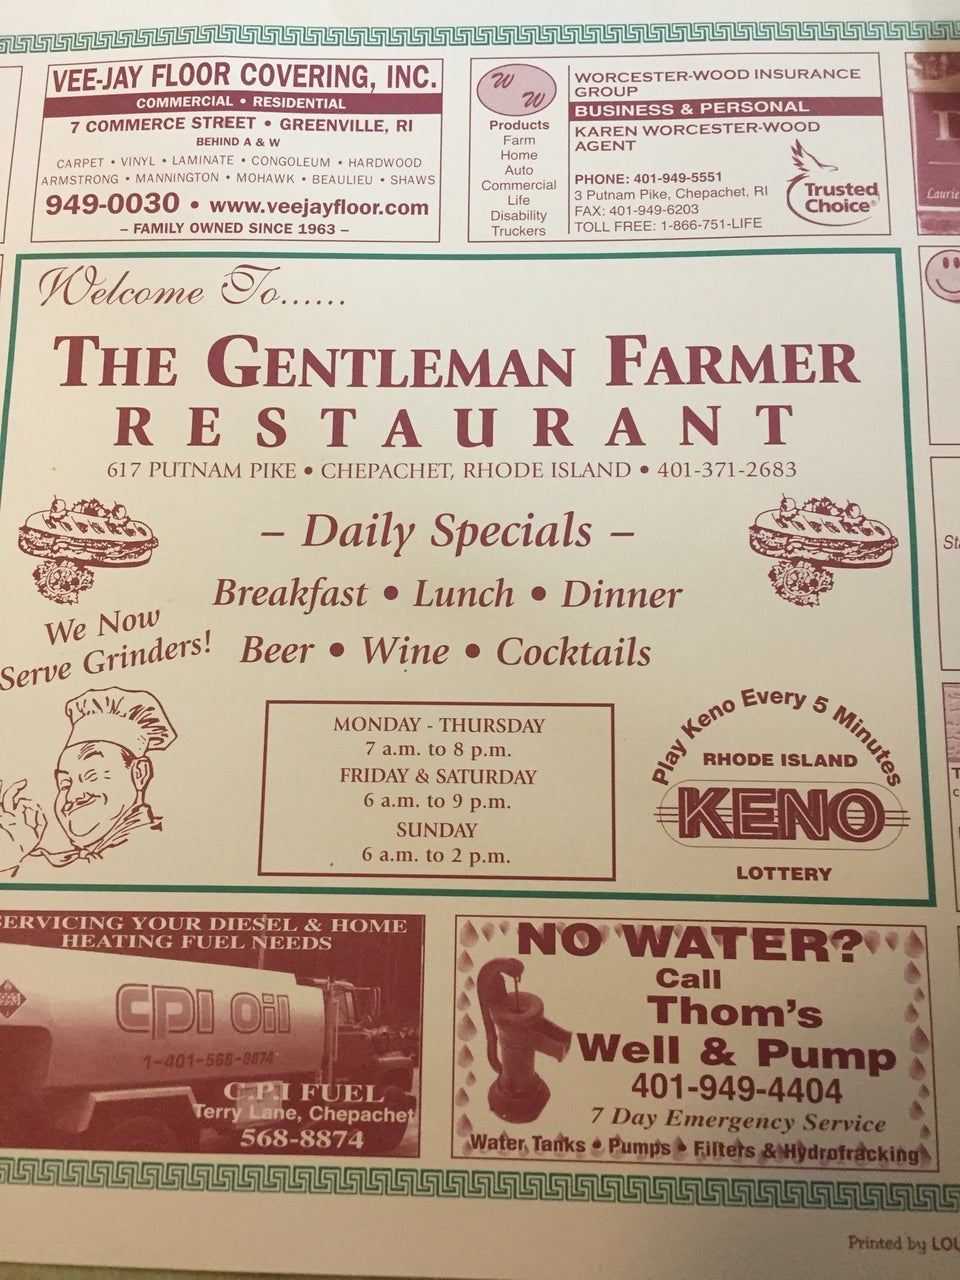 VEE-JAY FLOOR COVERING, INC.
COMMERCIAL • RESIDENTIAL
7 COMMERCE STREET • GREENVILLE, RI
BEHIND A & W
CARPET • VINYL • LAMINATE • CONGOLEUM • HARDWOOD
ARMSTRONG • MANNINGTON • MOHAWK • BEAULIEU • SHAWS
949-0030 • www.veejayfloor.com
– FAMILY OWNED SINCE 1963 –
W W
Products
Farm
Home
Auto
Commercial
Life
Disability
Truckers
WORCESTER-WOOD INSURANCE
GROUP
BUSINESS & PERSONAL
KAREN WORCESTER-WOOD
AGENT
PHONE: 401-949-5551
3 Putnam Pike, Chepachet, RI
FAX: 401-949-6203
TOLL FREE: 1-866-751-LIFE
Trusted
Choice®
Laurie
Welcome To......
THE GENTLEMAN FARMER
RESTAURANT
617 PUTNAM PIKE • CHEPACHET, RHODE ISLAND • 401-371-2683
– Daily Specials –
Breakfast • Lunch • Dinner
Beer • Wine • Cocktails
We Now
Serve Grinders!
MONDAY - THURSDAY
7 a.m. to 8 p.m.
FRIDAY & SATURDAY
6 a.m. to 9 p.m.
SUNDAY
6 a.m. to 2 p.m.
Play Keno Every 5 Minutes
RHODE ISLAND
KENO
LOTTERY
SERVICING YOUR DIESEL & HOME
HEATING FUEL NEEDS
1993
CPI Oil
1-401-568-8874
C.P.I FUEL
Terry Lane, Chepachet
568-8874
NO WATER?
Call
Thom's
Well & Pump
401-949-4404
7 Day Emergency Service
Water Tanks • Pumps • Filters & Hydrofracking
Printed by LOU